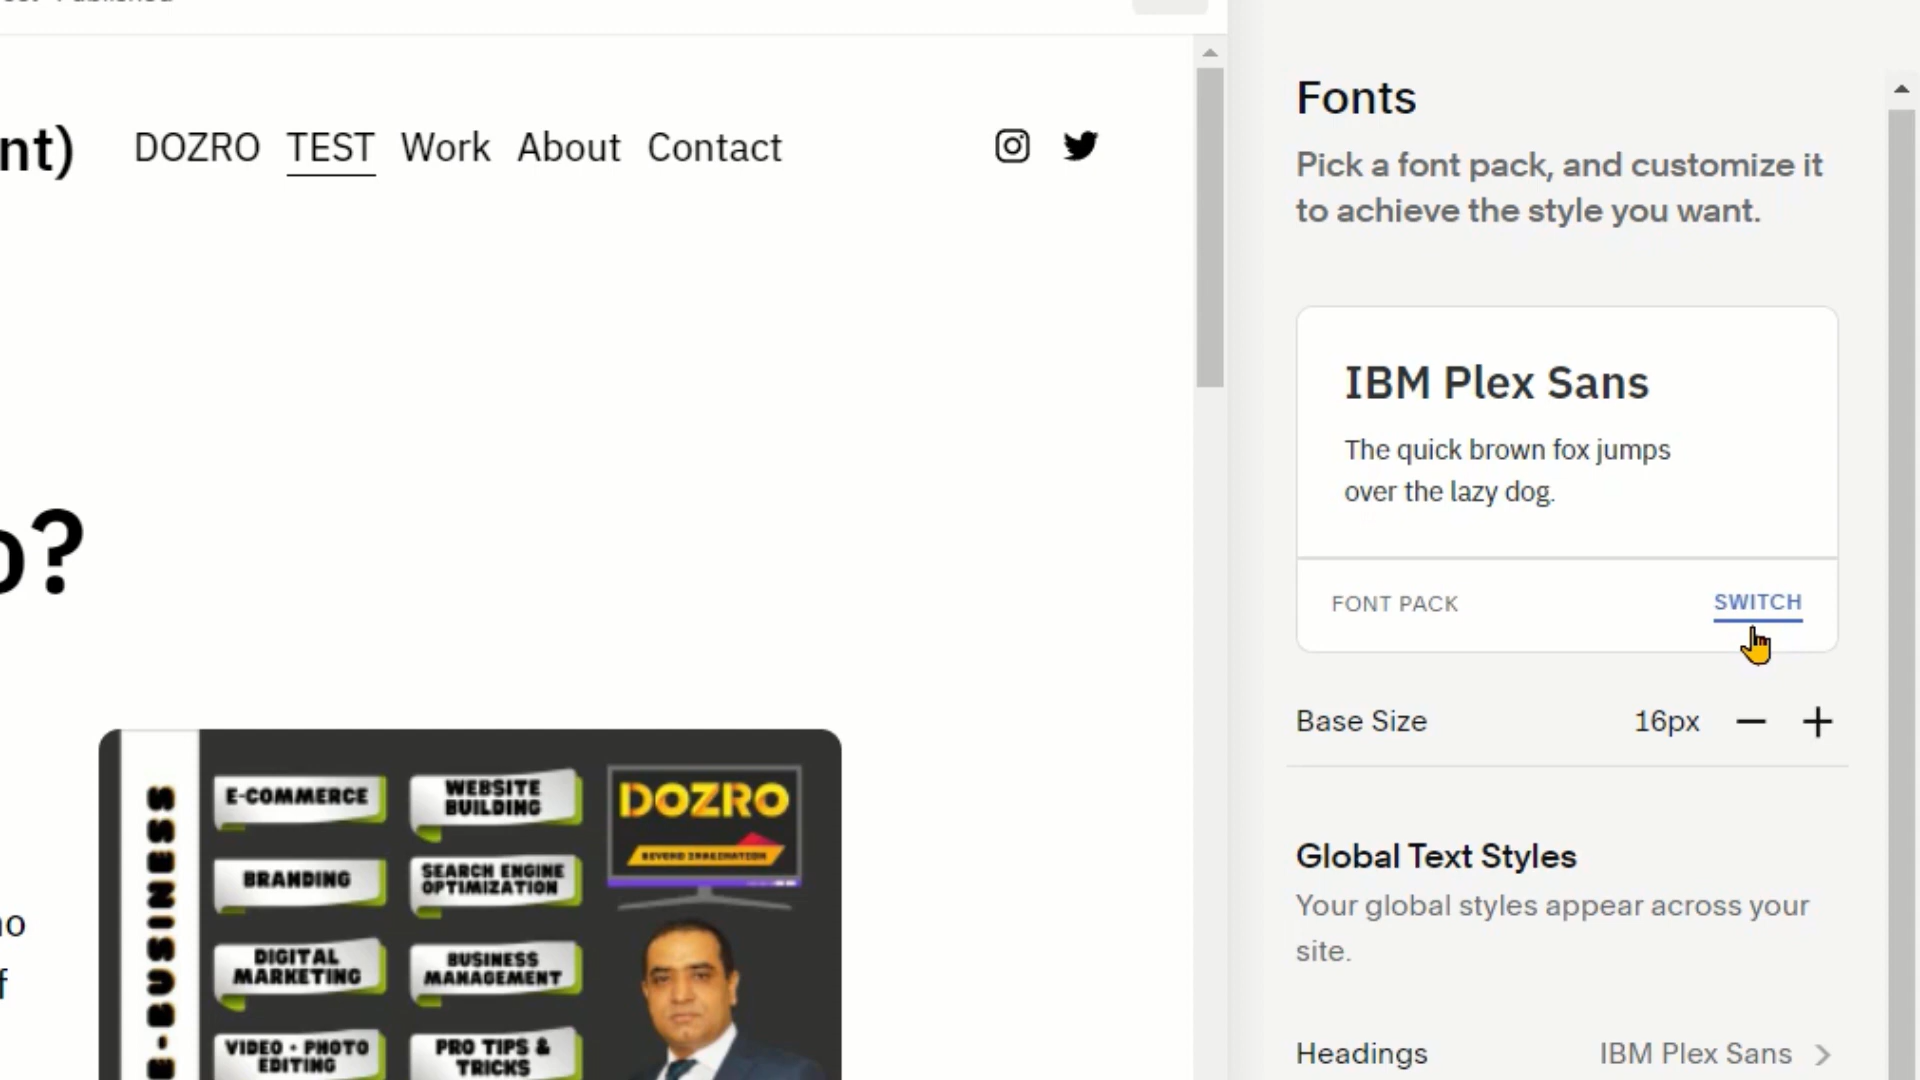 nt)
DOZRO TEST Work About Contact
o?
no
f
E-BUSINESS
E-COMMERCE
WEBSITE
BUILDING
DOZRO
BEYOND IMAGINATION
BRANDING
SEARCH ENGINE
OPTIMIZATION
DIGITAL
MARKETING
BUSINESS
MANAGEMENT
VIDEO - PHOTO
EDITING
PRO TIPS &
TRICKS
Fonts
Pick a font pack, and customize it
to achieve the style you want.
IBM Plex Sans
The quick brown fox jumps
over the lazy dog.
FONT PACK SWITCH
Base Size 16px
Global Text Styles
Your global styles appear across your
site.
Headings IBM Plex Sans